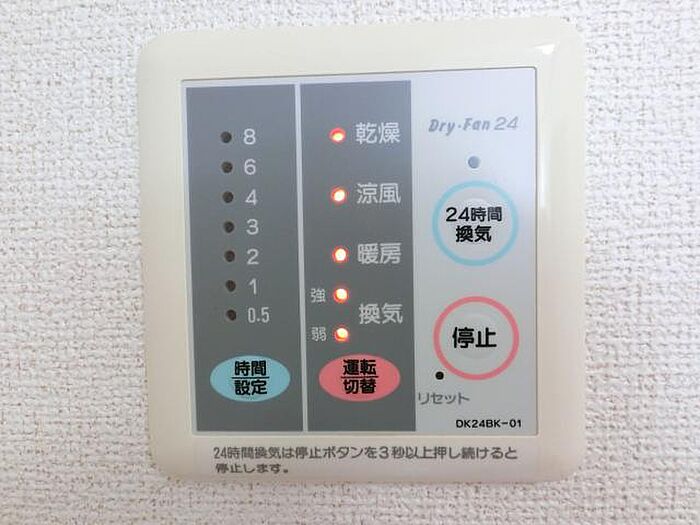 8
6
4
3
2
1
0.5
時間
設定
乾燥
涼風
暖房
強
換気
弱
運転
切替
Dry・Fan 24
24時間
換気
停止
リセット
DK24BK-01
24時間換気は停止ボタンを3秒以上押し続けると
停止します。